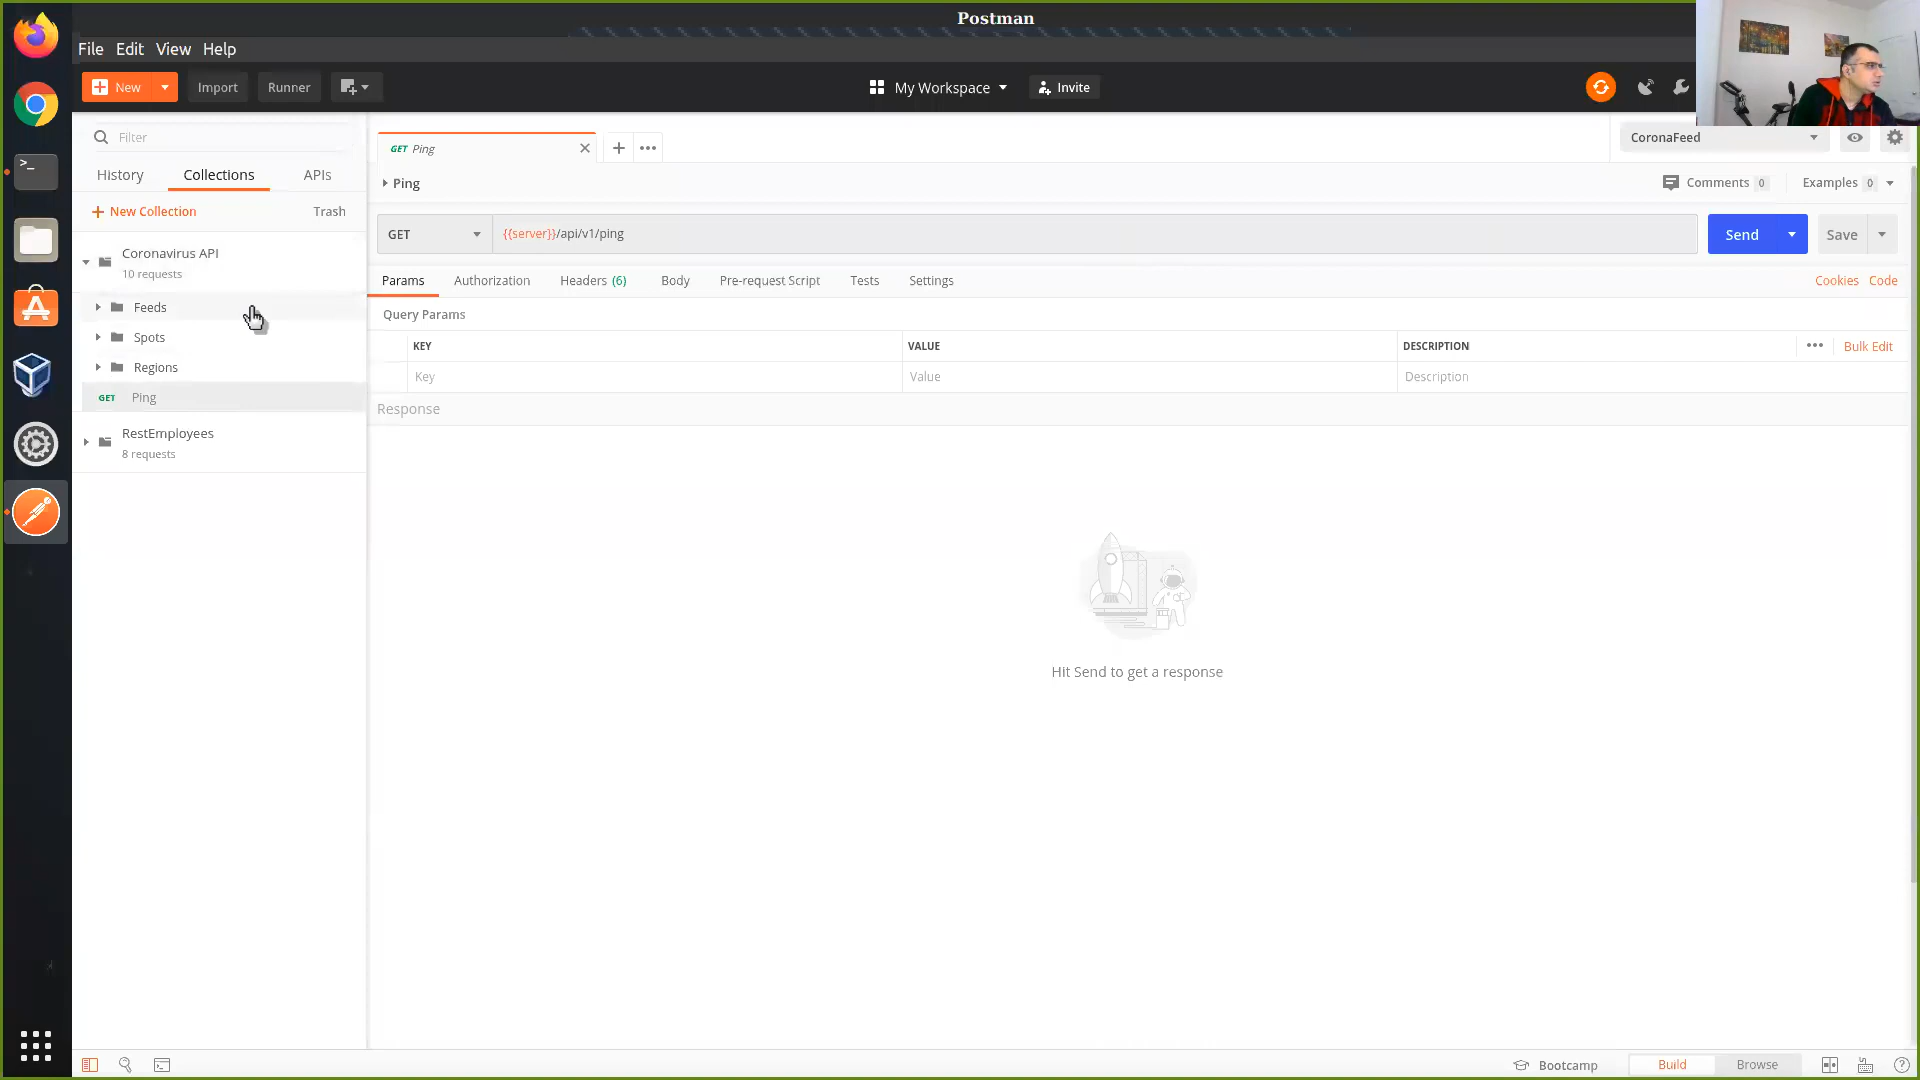 Postman
File Edit View Help
New Import Runner My Workspace Invite
Filter
CoronaFeed
GET Ping
History Collections APIs
Ping
Comments 0 Examples 0
New Collection Trash
GET {{server}}/api/v1/ping Send Save
Coronavirus API
10 requests
Params Authorization Headers (6) Body Pre-request Script Tests Settings Cookies Code
Feeds
Query Params
Spots
KEY VALUE DESCRIPTION Bulk Edit
Regions
Key Value Description
GET Ping
Response
RestEmployees
8 requests
Hit Send to get a response
Bootcamp Build Browse